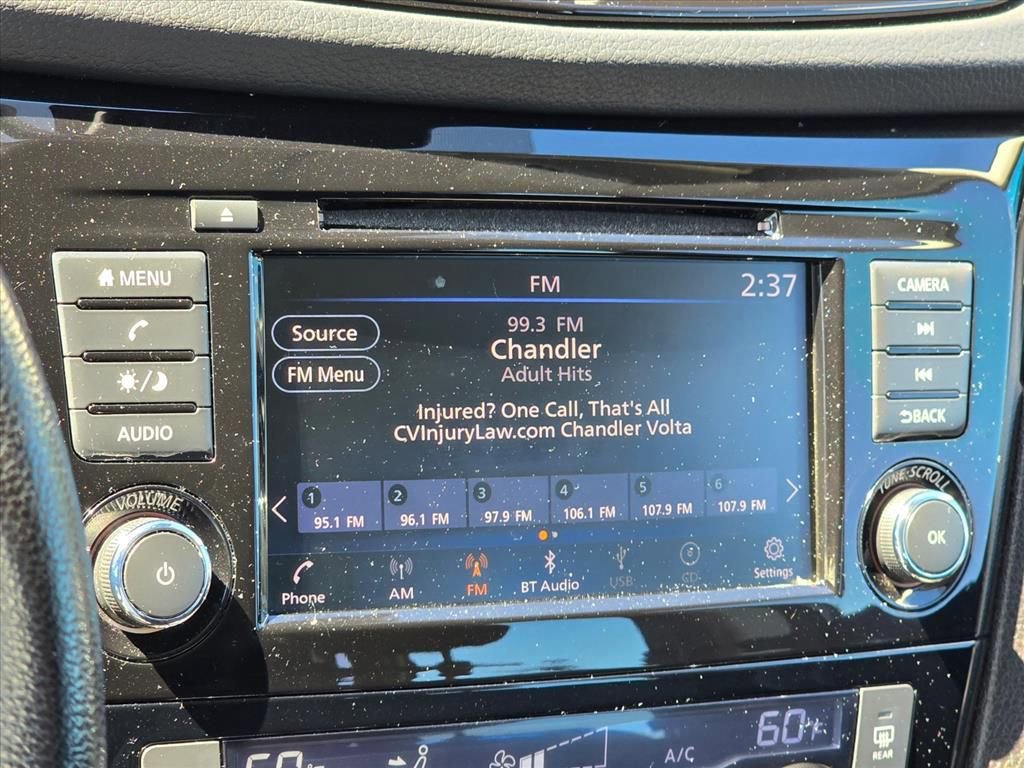 MENU
AUDIO
VOLUME
FM
2:37
Source
FM Menu
99.3 FM
Chandler
Adult Hits
Injured? One Call, That's All
CVInjuryLaw.com Chandler Volta
1 95.1 FM
2 96.1 FM
3 97.9 FM
4 106.1 FM
5 107.9 FM
6 107.9 FM
Phone
AM
FM
BT Audio
USB
CD
Settings
CAMERA
BACK
TUNE·SCROLL
OK
60°F
A/C
60°F
REAR